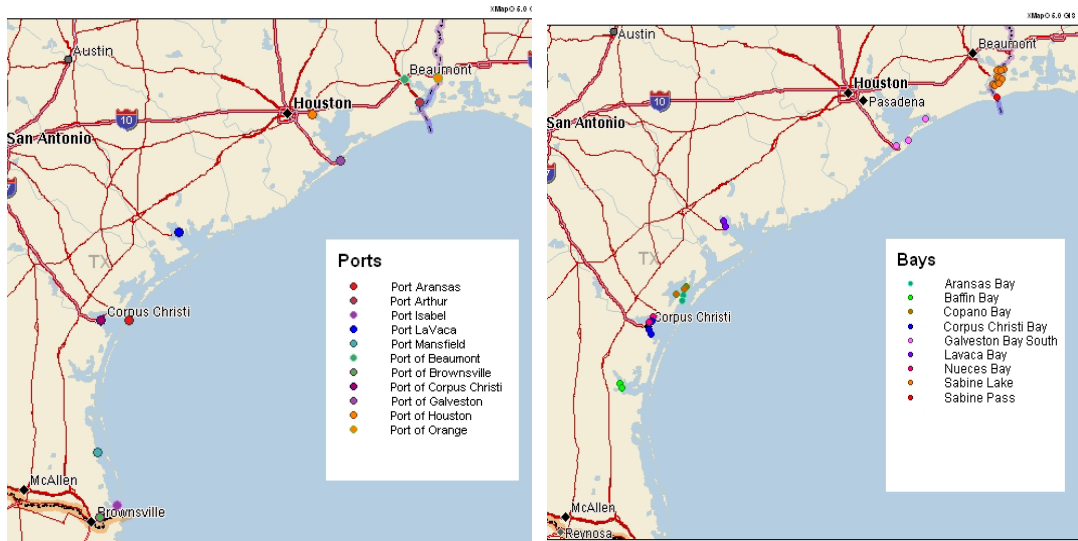 XMap© 5.0 G
Austin
Beaumont
Houston
10
San Antonio
TX
Corpus Christi
McAllen
Brownsville
Ports
Port Aransas
Port Arthur
Port Isabel
Port LaVaca
Port Mansfield
Port of Beaumont
Port of Brownsville
Port of Corpus Christi
Port of Galveston
Port of Houston
Port of Orange
XMap© 5.0 GIS
Austin
Beaumont
Houston
Pasadena
10
San Antonio
TX
Corpus Christi
McAllen
Reynosa
Bays
Aransas Bay
Baffin Bay
Copano Bay
Corpus Christi Bay
Galveston Bay South
Lavaca Bay
Nueces Bay
Sabine Lake
Sabine Pass